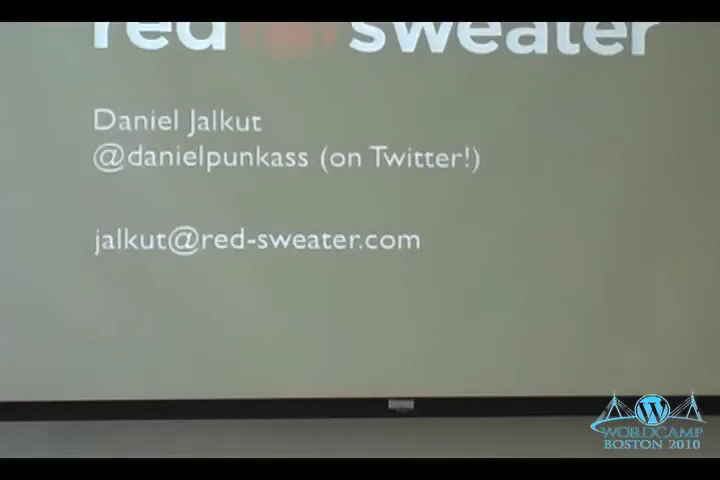 red sweater
Daniel Jalkut
@danielpunkass (on Twitter!)
jalkut@red-sweater.com
WORDCAMP
BOSTON 2010